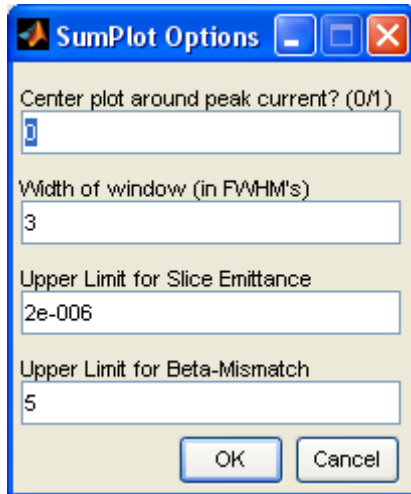 SumPlot Options
Center plot around peak current? (0/1)
0
Width of window (in FWHM's)
3
Upper Limit for Slice Emittance
2e-006
Upper Limit for Beta-Mismatch
5
OK Cancel